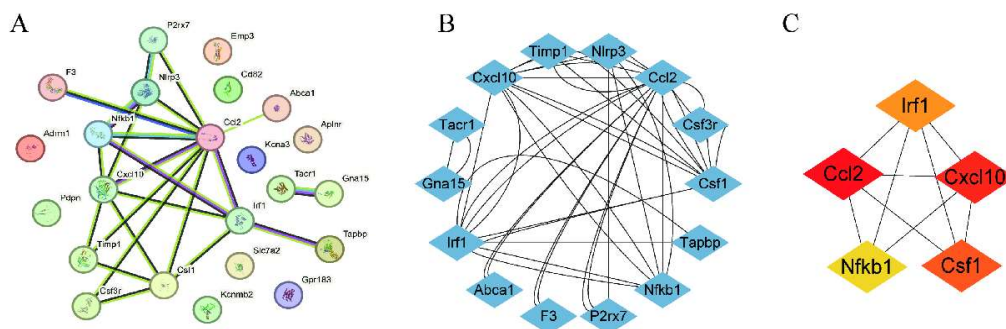 A
P2rx7
Emp3
F3
Nlrp3
Cd82
Abca1
Nfkb1
Ccl2
Aplnr
Adrm1
Kcna3
Cxcl10
Tacr1
Gna15
Pdpn
Irf1
Timp1
Slc7a2
Tapbp
Csf1
Csf3r
Kcnmb2
Gpr183
B
Timp1
Nlrp3
Cxcl10
Ccl2
Tacr1
Csf3r
Gna15
Csf1
Irf1
Tapbp
Abca1
Nfkb1
F3
P2rx7
C
Irf1
Ccl2
Cxcl10
Nfkb1
Csf1